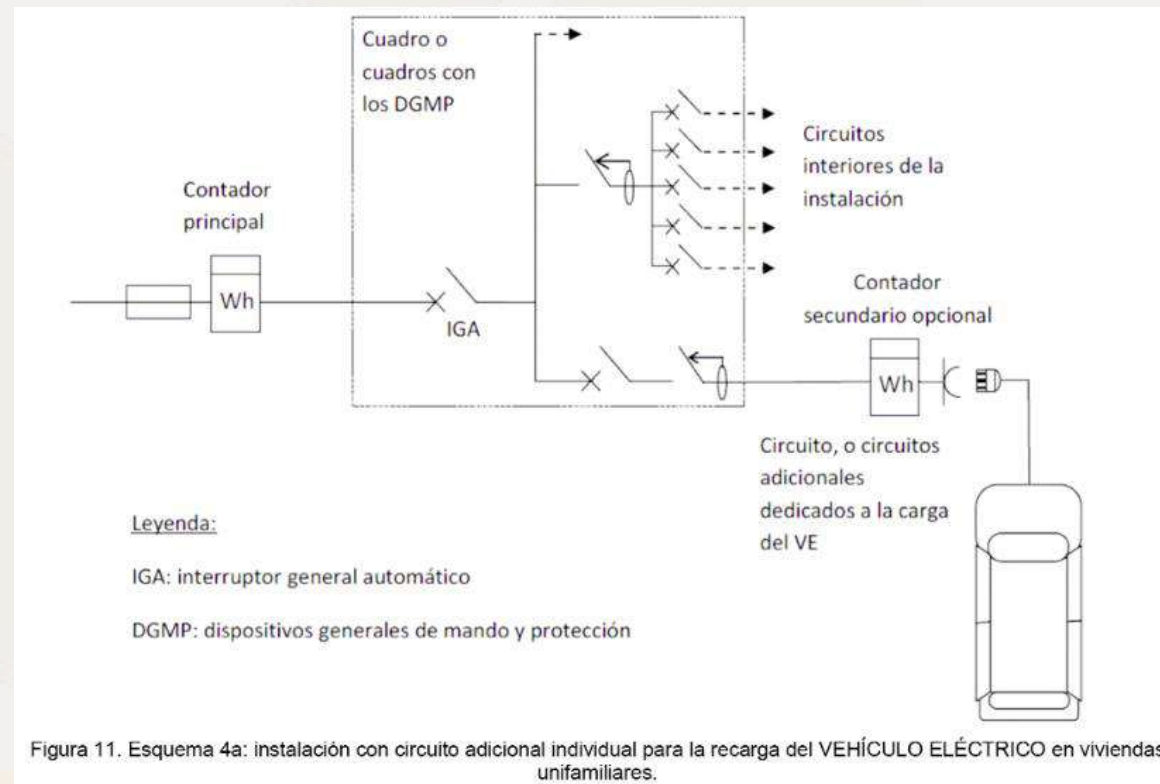 Cuadro o
cuadros con
los DGMP
Circuitos
interiores de la
instalación
Contador
principal
Wh
IGA
Contador
secundario opcional
Wh
Circuito, o circuitos
adicionales
dedicados a la carga
del VE
Leyenda:
IGA: interruptor general automático
DGMP: dispositivos generales de mando y protección
Figura 11. Esquema 4a: instalación con circuito adicional individual para la recarga del VEHÍCULO ELÉCTRICO en viviendas
unifamiliares.